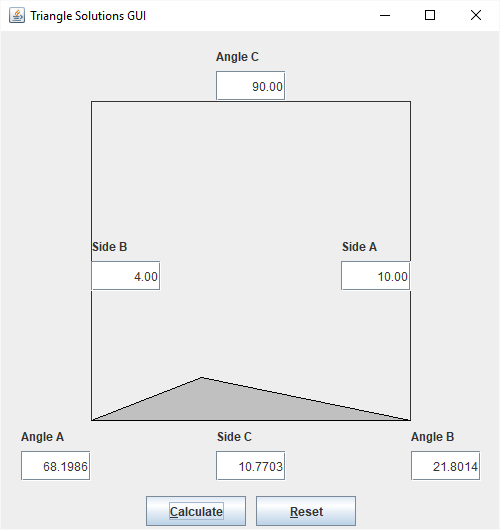 Triangle Solutions GUI
Angle C
90.00
Side B
Side A
4.00
10.00
Angle A
Side C
Angle B
68.1986
10.7703
21.8014
Calculate
Reset